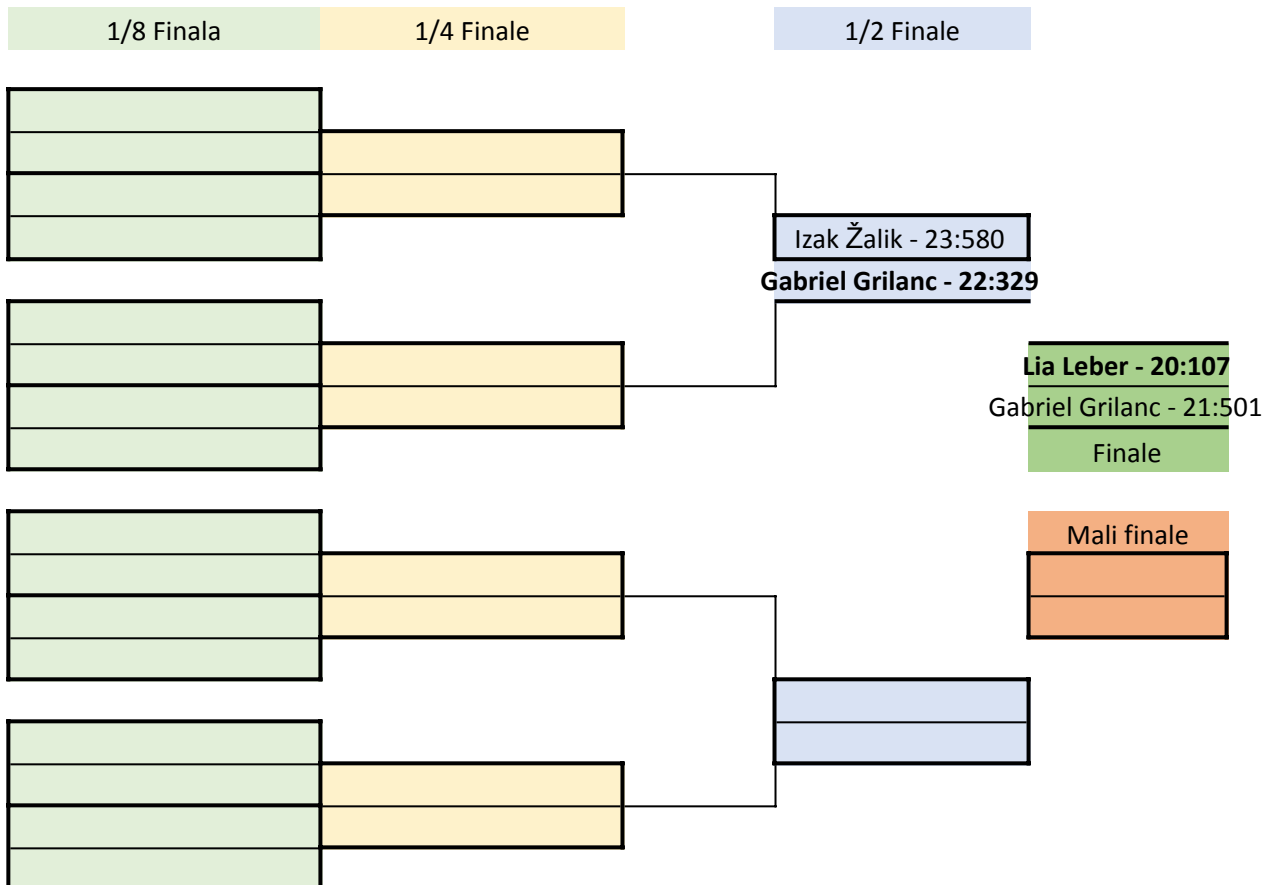 1/8 Finala
1/4 Finale
1/2 Finale
Izak Žalik - 23:580
Gabriel Grilanc - 22:329
Lia Leber - 20:107
Gabriel Grilanc - 21:501
Finale
Mali finale